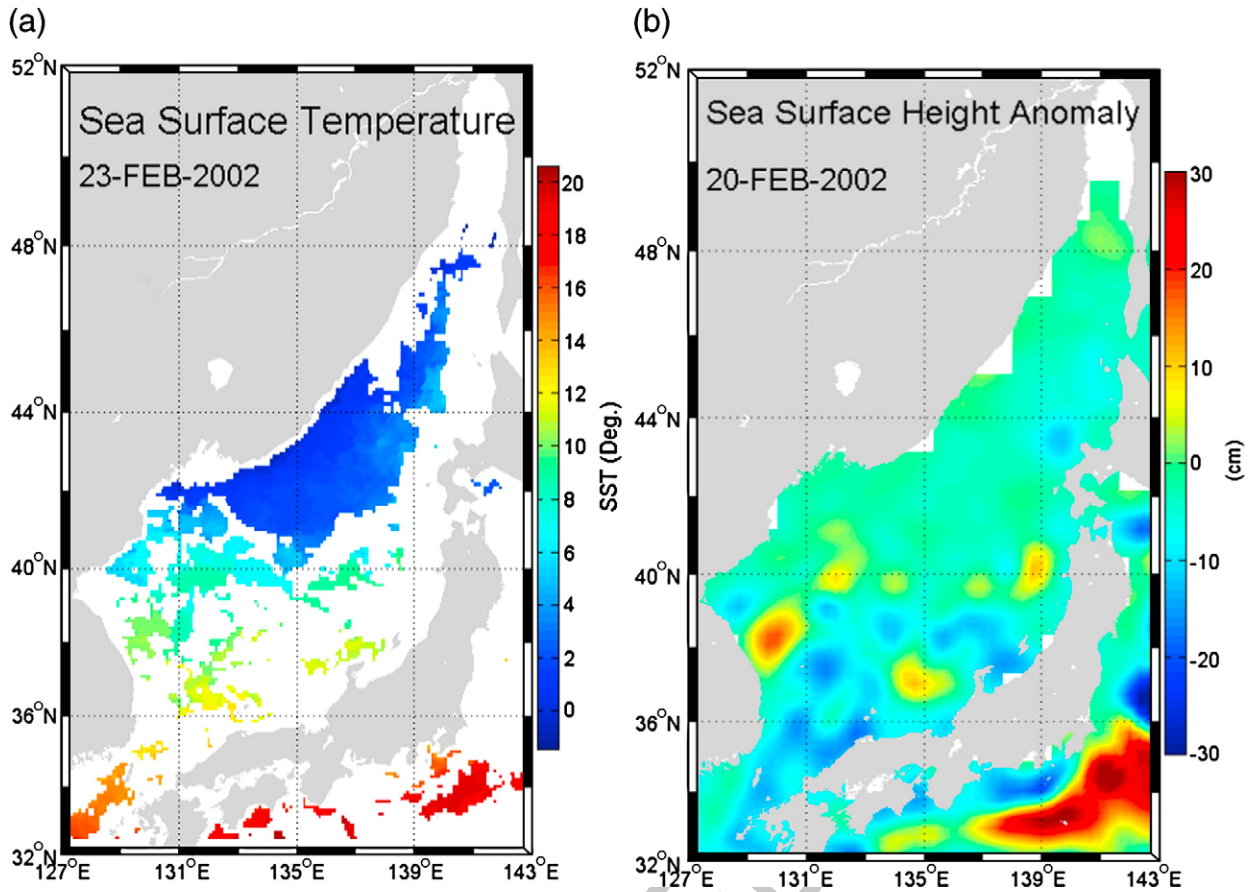 (a)
Sea Surface Temperature
23-FEB-2002
52°N
48°N
44°N
40°N
36°N
32°N
127°E
131°E
135°E
139°E
143°E
20
18
16
14
12
10
8
6
4
2
0
SST (Deg.)
(b)
Sea Surface Height Anomaly
20-FEB-2002
52°N
48°N
44°N
40°N
36°N
32°N
127°E
131°E
135°E
139°E
143°E
30
20
10
0
-10
-20
-30
(cm)